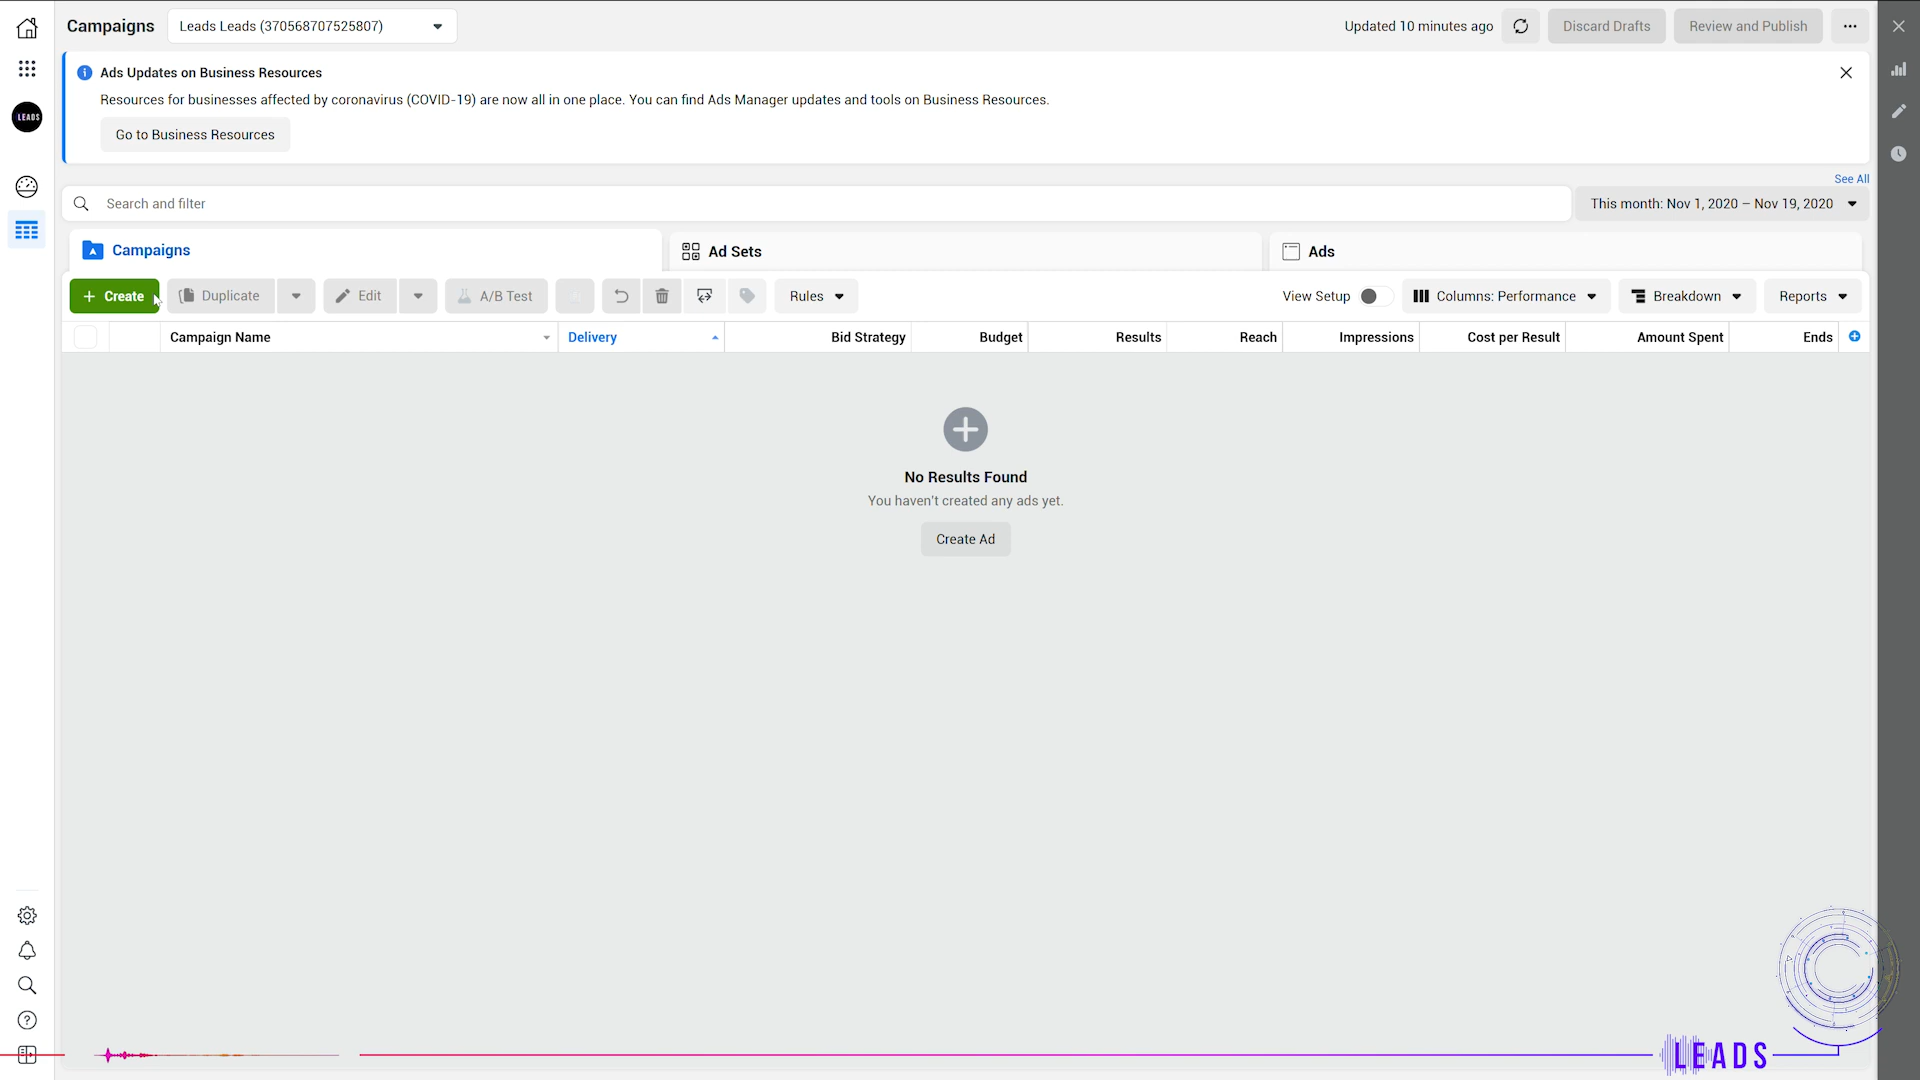 Campaigns
Leads Leads (370568707525807)
Updated 10 minutes ago
Discard Drafts
Review and Publish
Ads Updates on Business Resources
Resources for businesses affected by coronavirus (COVID-19) are now all in one place. You can find Ads Manager updates and tools on Business Resources.
Go to Business Resources
LEADS
See All
Search and filter
This month: Nov 1, 2020 – Nov 19, 2020
Campaigns
Ad Sets
Ads
+ Create
Duplicate
Edit
A/B Test
Rules
View Setup
Columns: Performance
Breakdown
Reports
Campaign Name
Delivery
Bid Strategy
Budget
Results
Reach
Impressions
Cost per Result
Amount Spent
Ends
No Results Found
You haven't created any ads yet.
Create Ad
LEADS